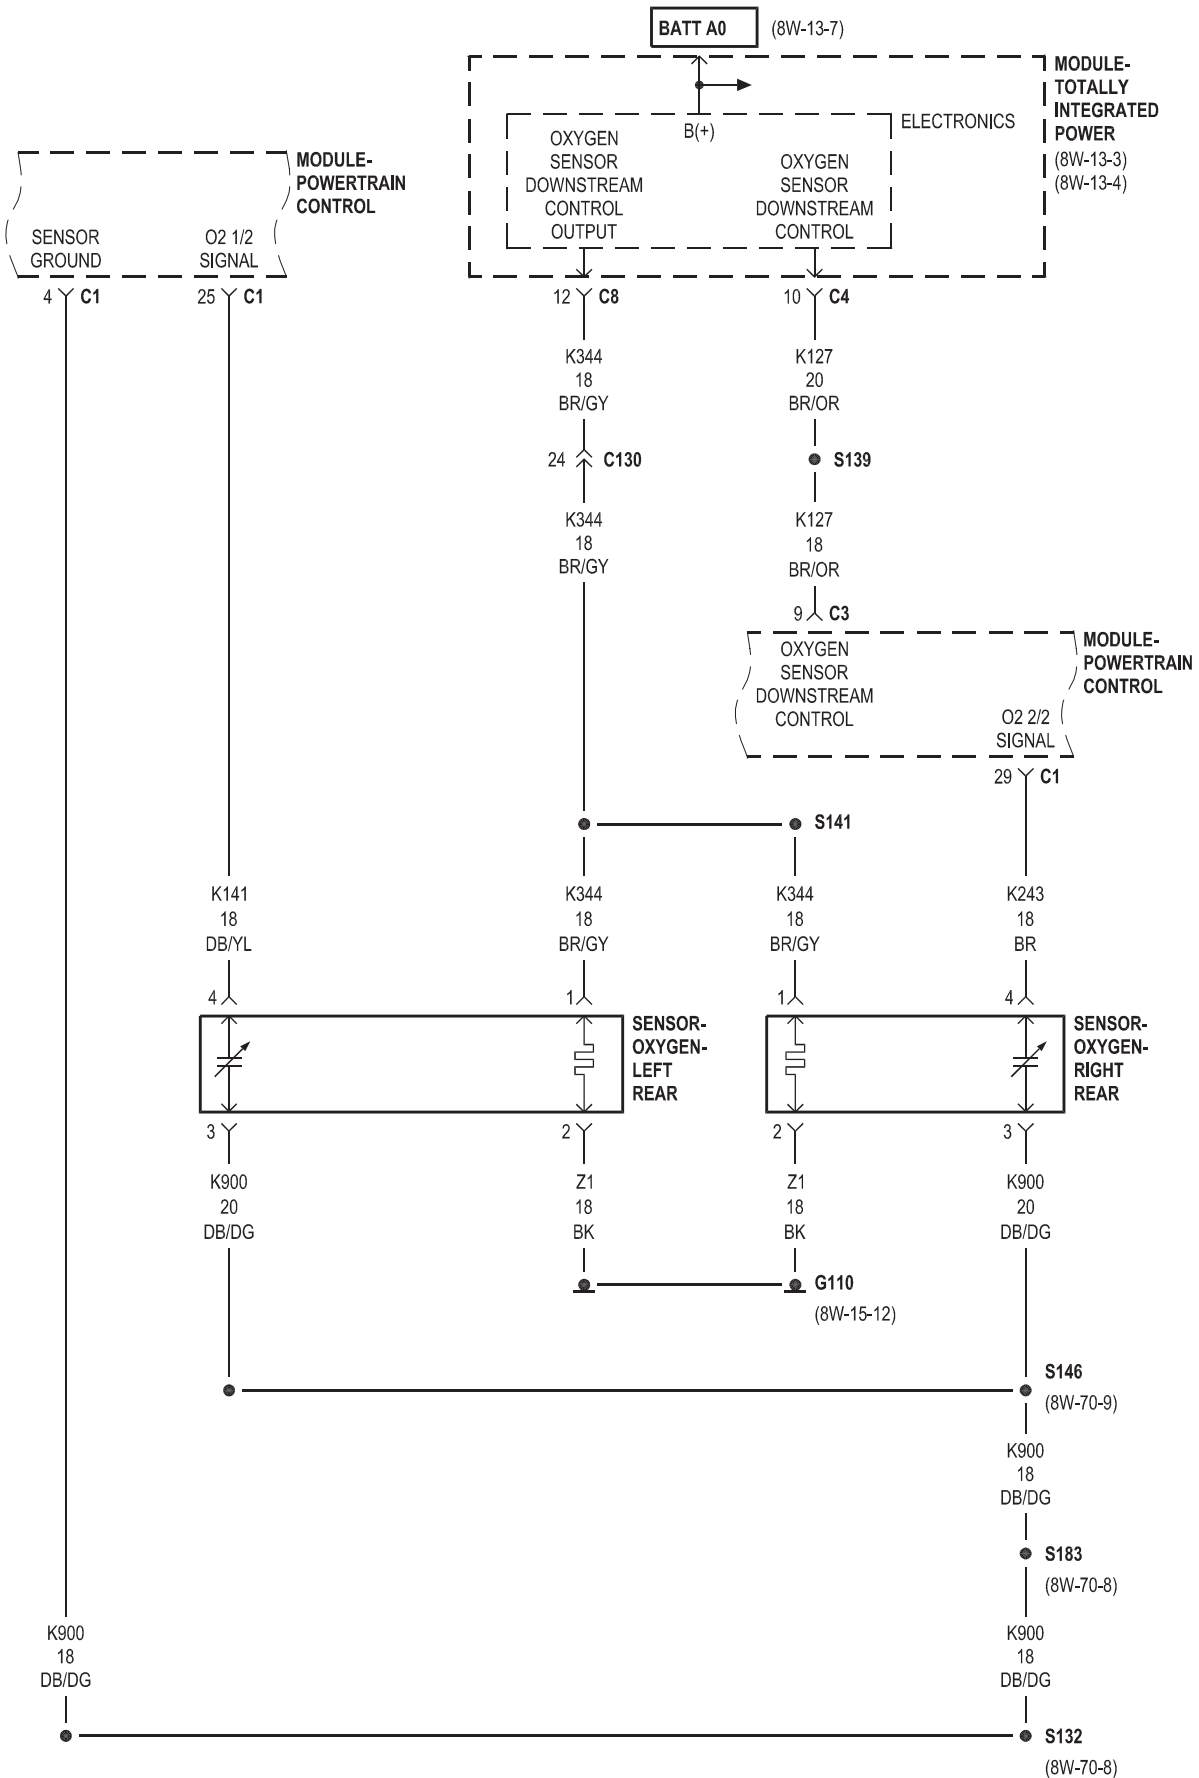 BATT A0 (8W-13-7)
MODULE-
TOTALLY
INTEGRATED
POWER
(8W-13-3)
(8W-13-4)
ELECTRONICS
B(+)
OXYGEN
SENSOR
DOWNSTREAM
CONTROL
OUTPUT
OXYGEN
SENSOR
DOWNSTREAM
CONTROL
MODULE-
POWERTRAIN
CONTROL
SENSOR
GROUND
O2 1/2
SIGNAL
4 C1
25 C1
12 C8
10 C4
K344
18
BR/GY
K127
20
BR/OR
24 C130
S139
K344
18
BR/GY
K127
18
BR/OR
9 C3
MODULE-
POWERTRAIN
CONTROL
OXYGEN
SENSOR
DOWNSTREAM
CONTROL
O2 2/2
SIGNAL
29 C1
S141
K141
18
DB/YL
K344
18
BR/GY
K344
18
BR/GY
K243
18
BR
4
1
1
4
SENSOR-
OXYGEN-
LEFT
REAR
SENSOR-
OXYGEN-
RIGHT
REAR
3
2
2
3
K900
20
DB/DG
Z1
18
BK
Z1
18
BK
K900
20
DB/DG
G110
(8W-15-12)
S146
(8W-70-9)
K900
18
DB/DG
S183
(8W-70-8)
K900
18
DB/DG
K900
18
DB/DG
S132
(8W-70-8)